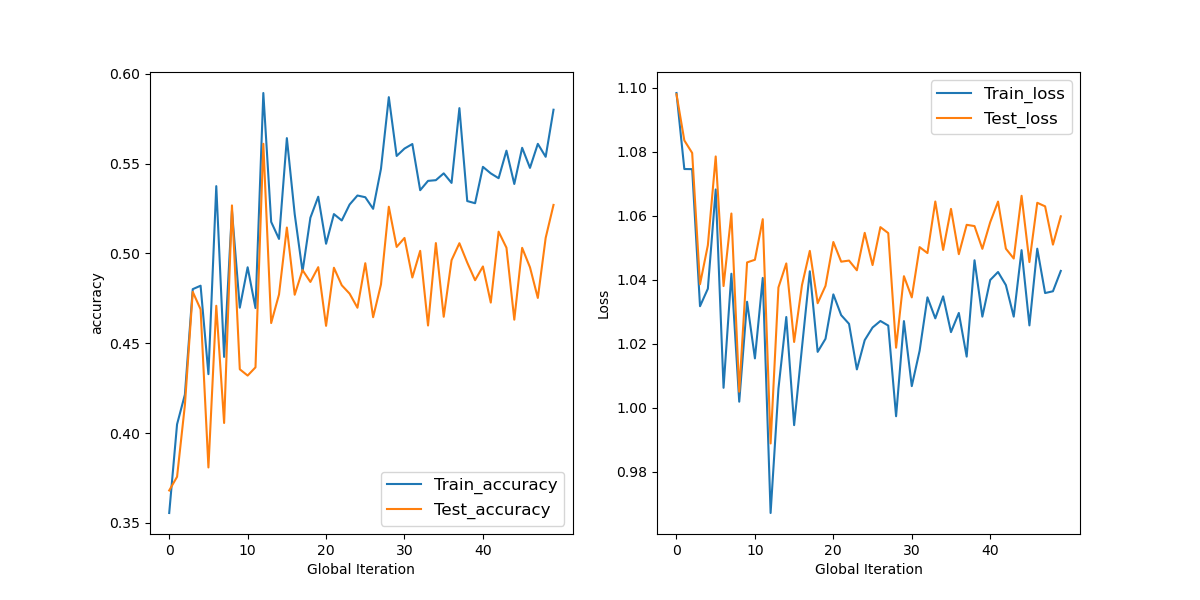 accuracy
0.60
0.55
0.50
0.45
0.40
0.35
0
10
20
30
40
Global Iteration
Train_accuracy
Test_accuracy
Loss
1.10
1.08
1.06
1.04
1.02
1.00
0.98
0
10
20
30
40
Global Iteration
Train_loss
Test_loss